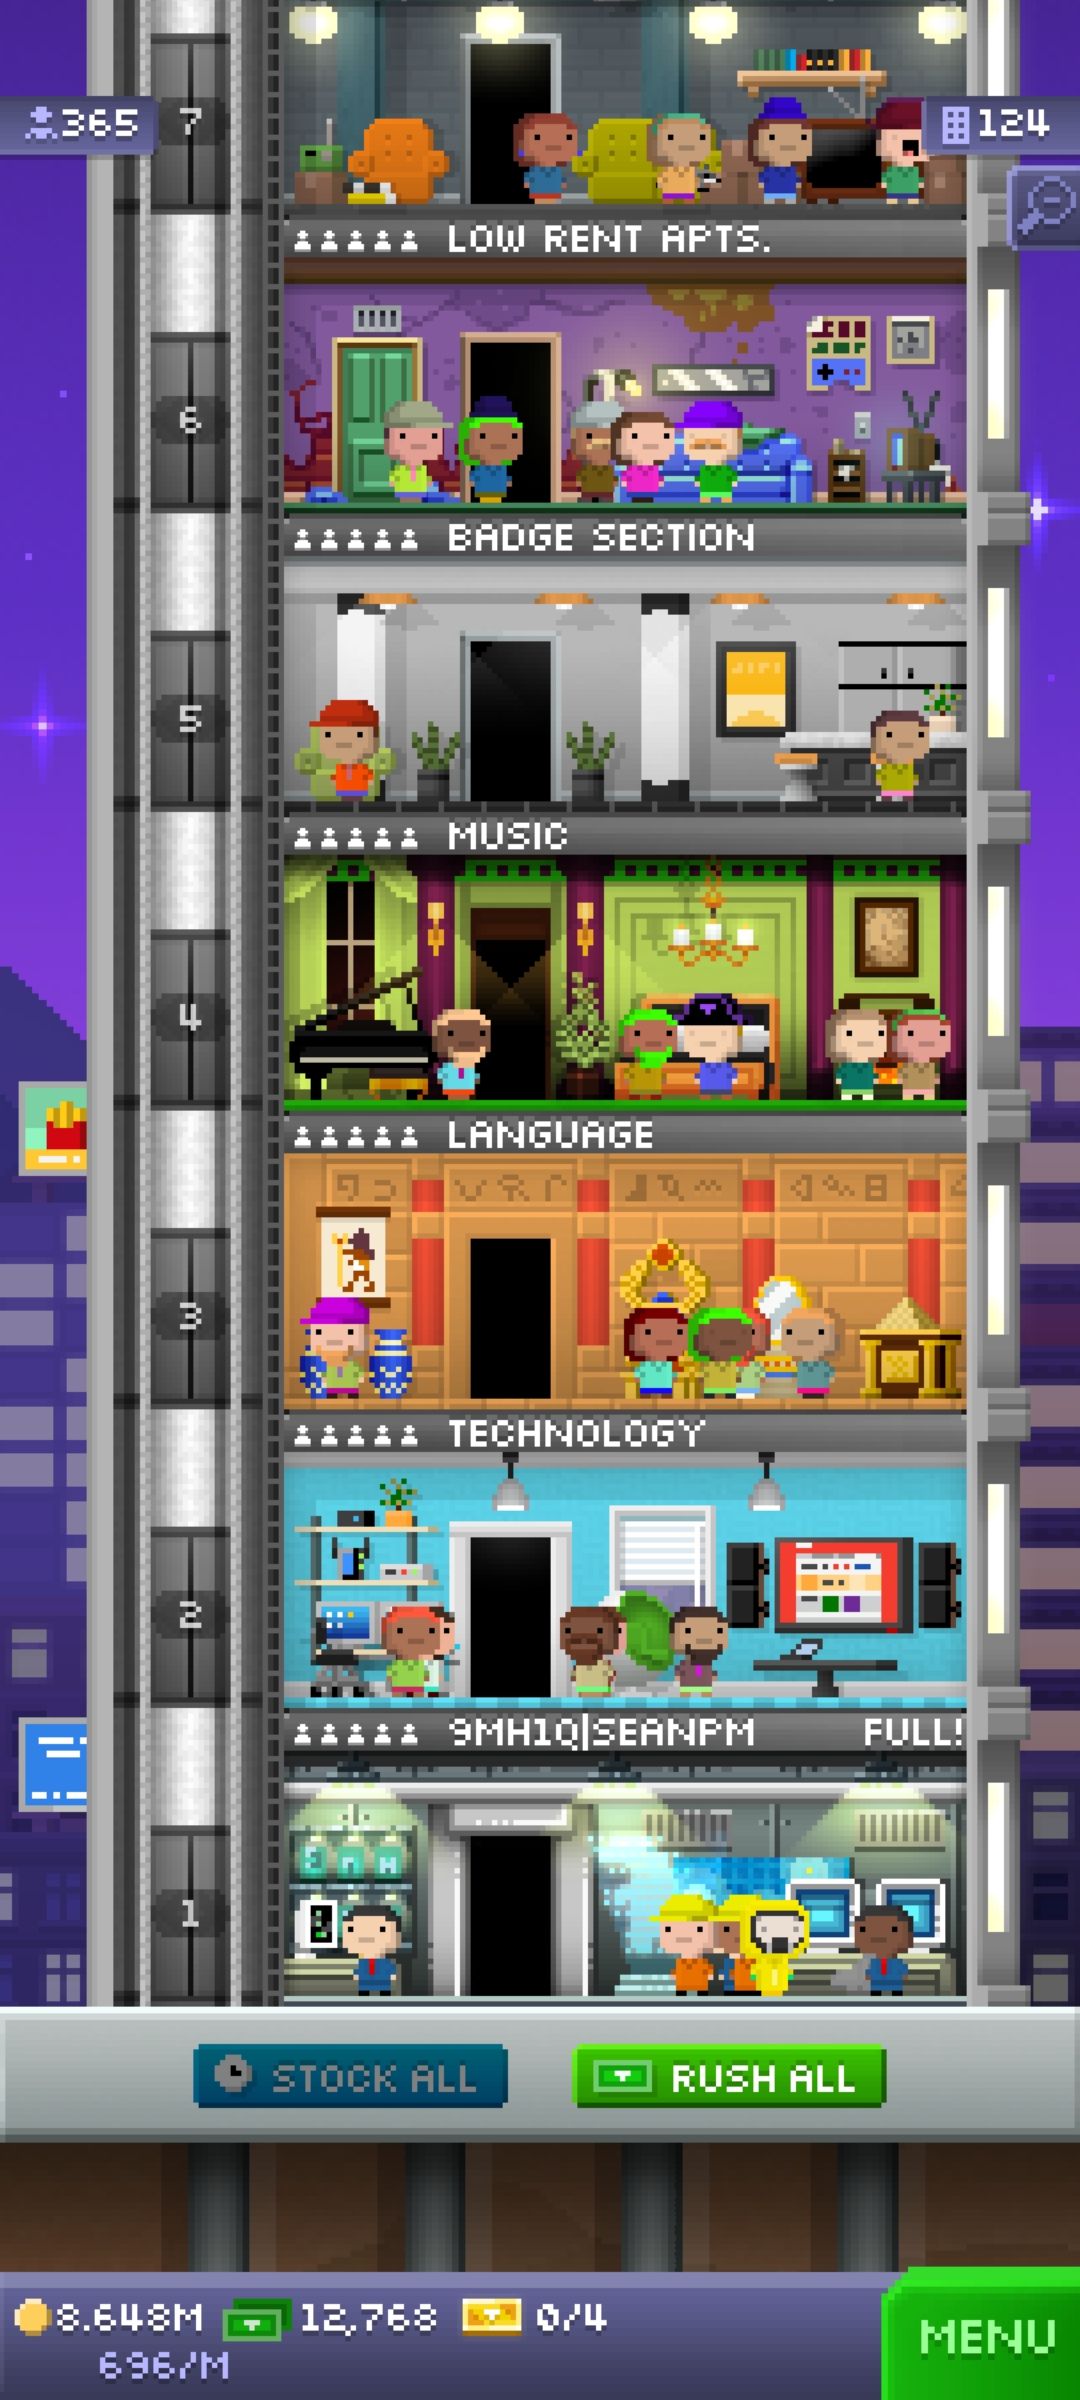 7
365
124
LOW RENT APTS.
6
BADGE SECTION
5
MUSIC
4
LANGUAGE
3
TECHNOLOGY
2
9MH1Q|SEANPM FULL!
1
STOCK ALL
RUSH ALL
8.648M 12,768 0/4
696/M
MENU